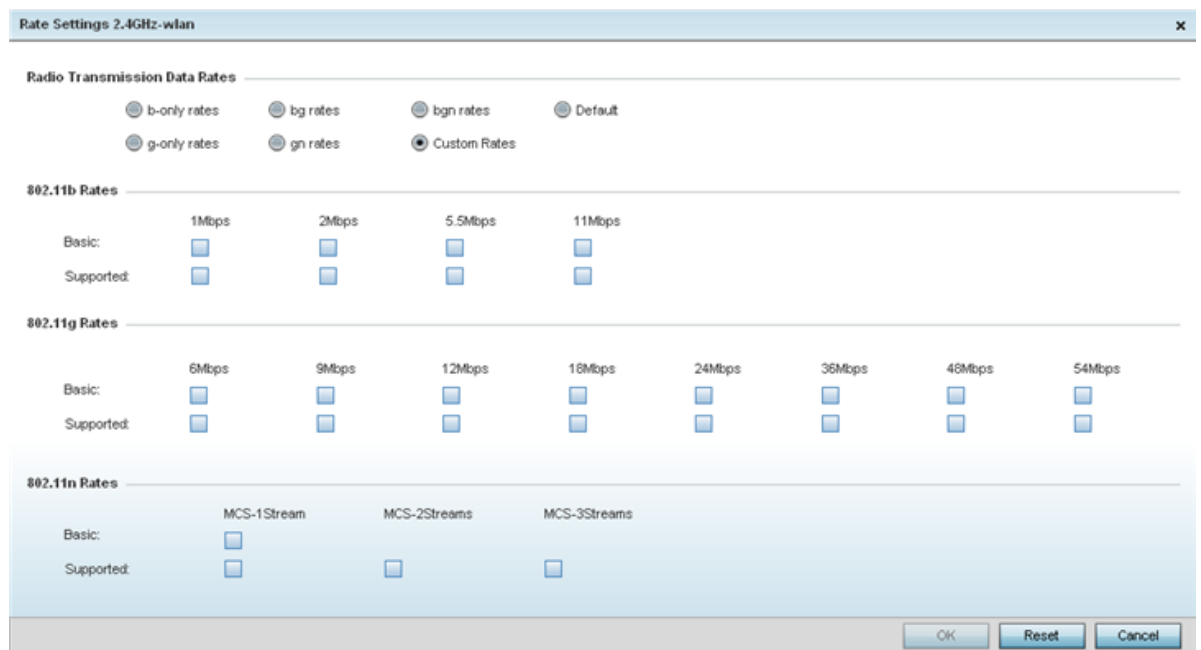 Rate Settings 2.4GHz-wlan
Radio Transmission Data Rates
b-only rates bg rates bgn rates Default
g-only rates gn rates Custom Rates
802.11b Rates
1Mbps 2Mbps 5.5Mbps 11Mbps
Basic:
Supported:
802.11g Rates
6Mbps 9Mbps 12Mbps 18Mbps 24Mbps 36Mbps 48Mbps 54Mbps
Basic:
Supported:
802.11n Rates
MCS-1Stream MCS-2Streams MCS-3Streams
Basic:
Supported:
OK Reset Cancel